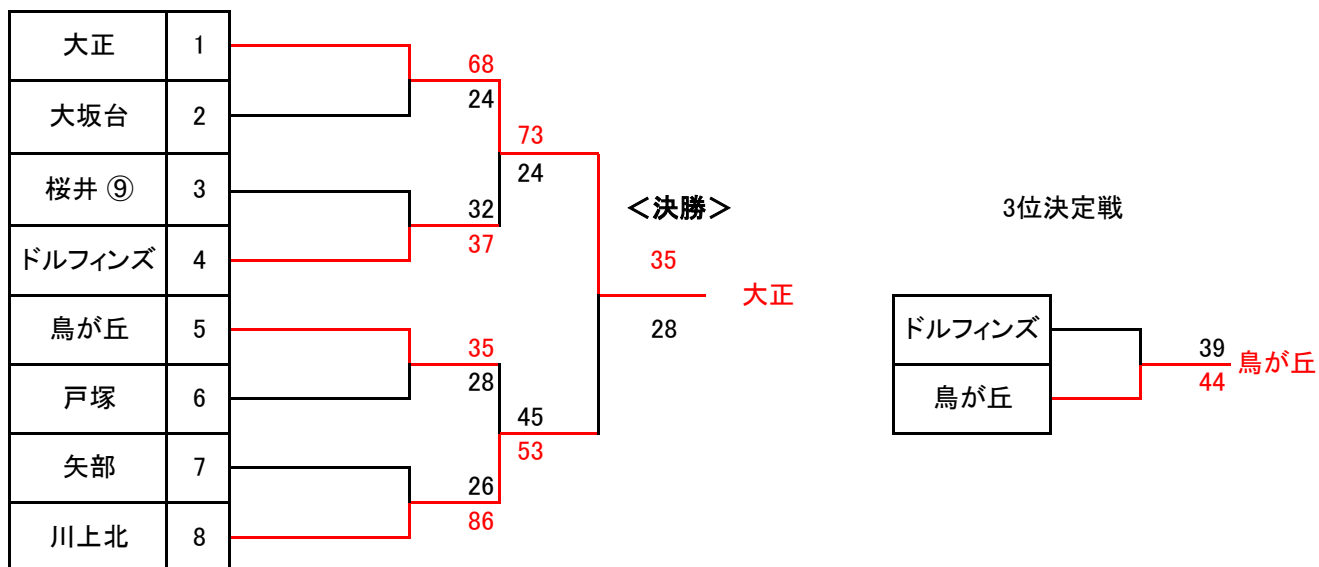 大正 1
大坂台 2
桜井 ⑨ 3
ドルフィンズ 4
鳥が丘 5
戸塚 6
矢部 7
川上北 8
68
24
32
37
35
28
26
86
73
24
45
53
＜決勝＞
35
28
大正
3位決定戦
ドルフィンズ
鳥が丘
39
44
鳥が丘